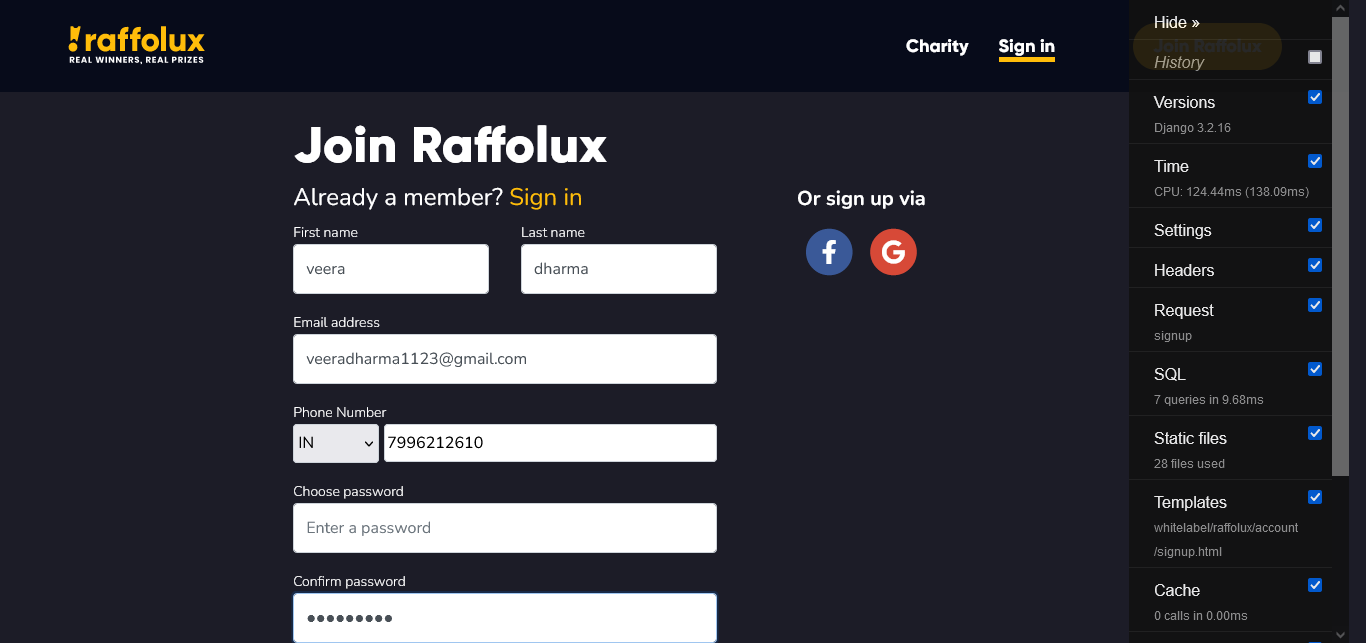 raffolux
REAL WINNERS, REAL PRIZES
Charity
Sign in
Join Raffolux
Join Raffolux
Already a member? Sign in
First name
Last name
veera
dharma
Email address
veeradharma1123@gmail.com
Phone Number
IN
7996212610
Choose password
Enter a password
Confirm password
Or sign up via
Hide »
History
Versions
Django 3.2.16
Time
CPU: 124.44ms (138.09ms)
Settings
Headers
Request
signup
SQL
7 queries in 9.68ms
Static files
28 files used
Templates
whitelabel/raffolux/account
/signup.html
Cache
0 calls in 0.00ms